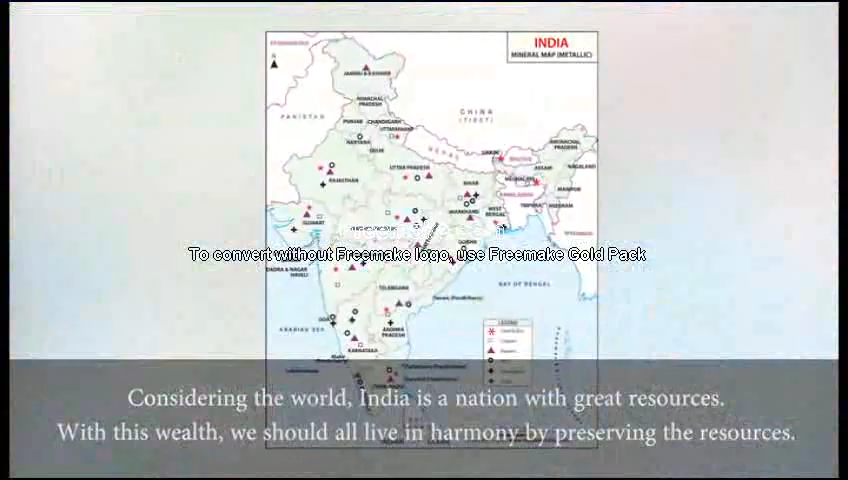 INDIA
MINERAL MAP (METALLIC)
N
JAMMU & KASHMIR
HIMACHAL
PRADESH
PUNJAB
CHANDIGARH
UTTARAKHAND
HARYANA
DELHI
PAKISTAN
CHINA
(TIBET)
NEPAL
SIKKIM
BHUTAN
ARUNACHAL
PRADESH
ASSAM
NAGALAND
MEGHALAYA
MANIPUR
TRIPURA
MIZORAM
RAJASTHAN
UTTAR PRADESH
BIHAR
JHARKHAND
WEST
BENGAL
GUJARAT
ODISHA
To convert without Freemake logo, use Freemake Gold Pack
DADRA & NAGAR
HAVELI
TELANGANA
BAY OF BENGAL
GOA
ARABIAN SEA
ANDHRA
PRADESH
KARNATAKA
LEGEND
Considering the world, India is a nation with great resources.
With this wealth, we should all live in harmony by preserving the resources.